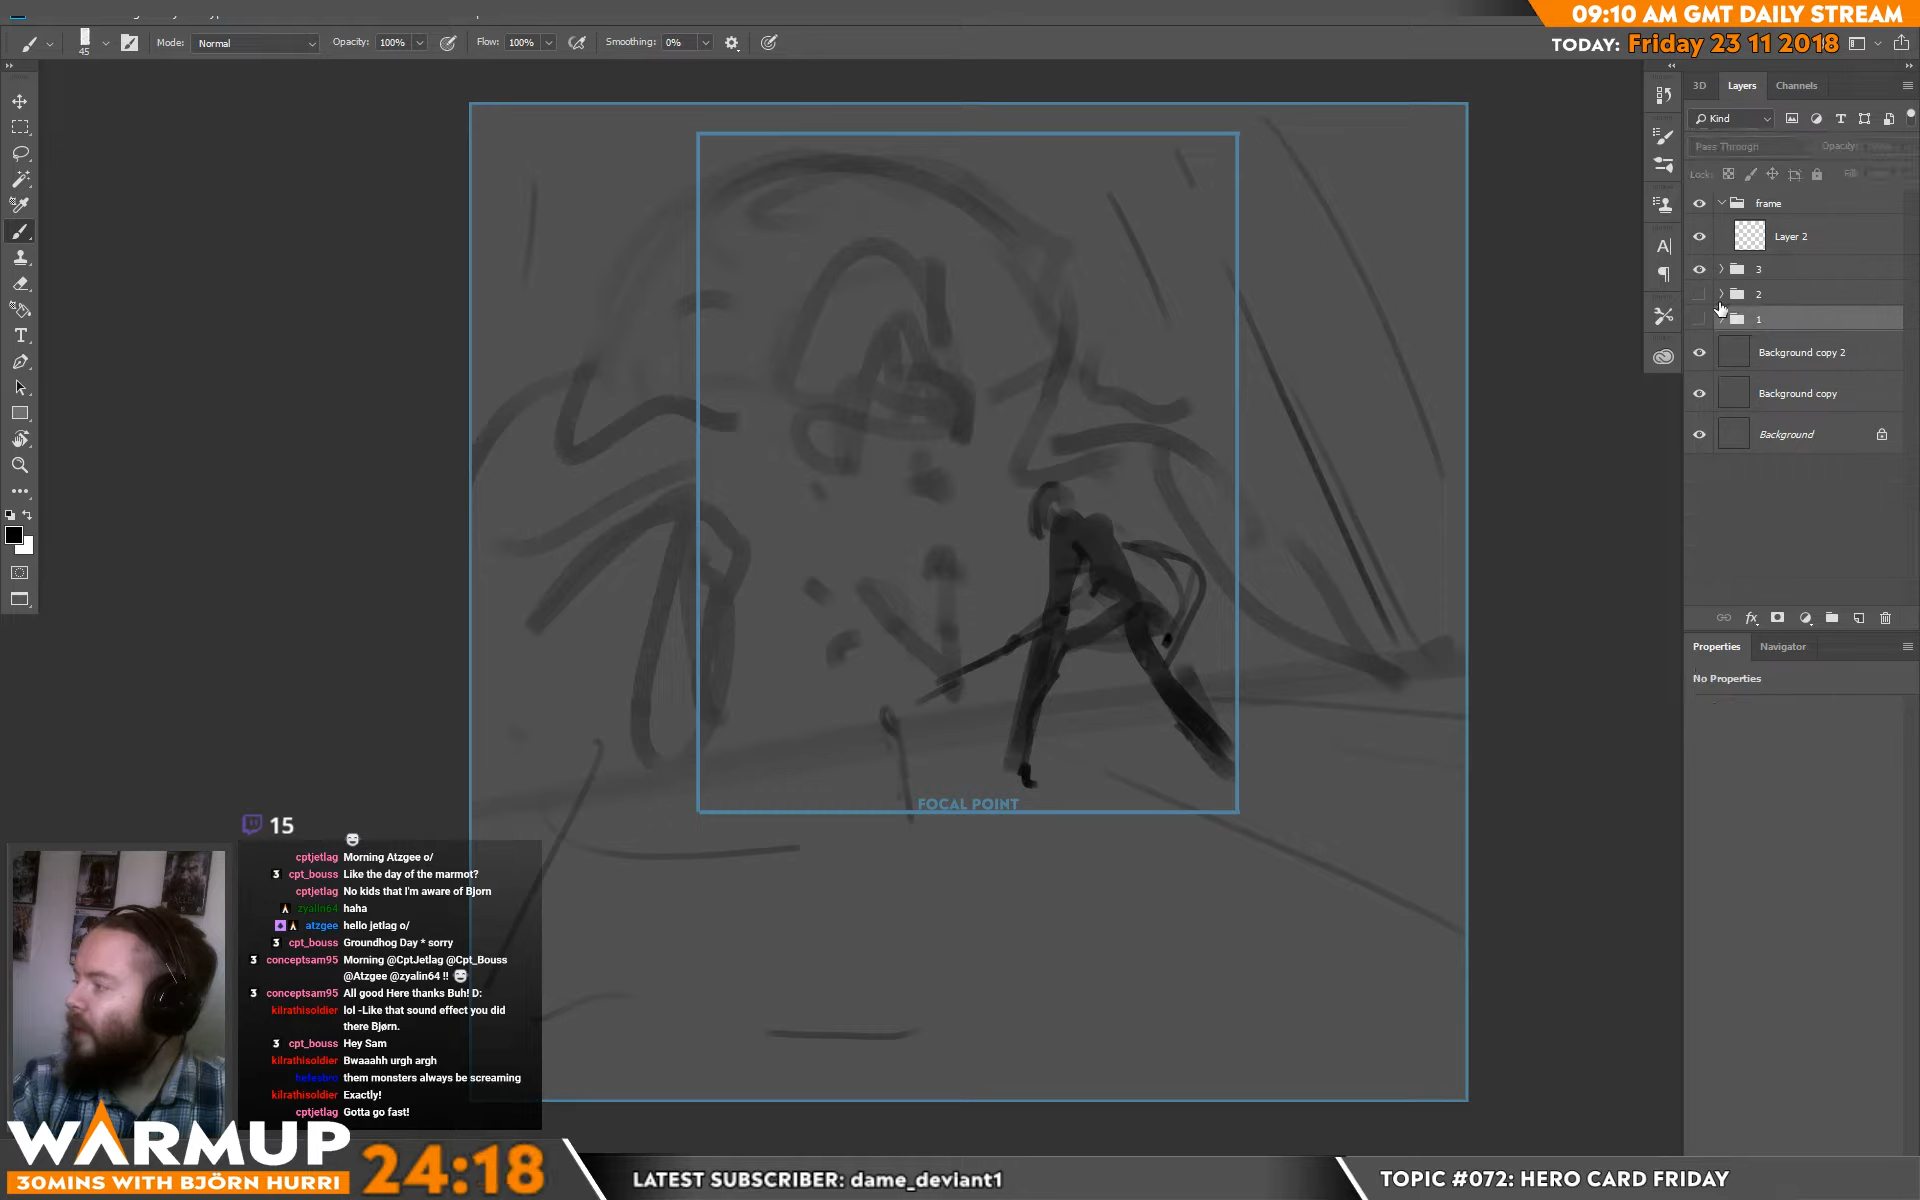 09:10 AM GMT DAILY STREAM
TODAY: Friday 23 11 2018
45
Mode: Normal
Opacity: 100%
Flow: 100%
Smoothing: 0%
3D
Layers
Channels
Kind
Pass Through
Opacity:
Lock:
Fill:
frame
Layer 2
3
2
1
Background copy 2
Background copy
Background
fx
Properties
Navigator
No Properties
FOCAL POINT
15
cptjetlag Morning Atzgee o/
3 cpt_bouss Like the day of the marmot?
cptjetlag No kids that I'm aware of Bjorn
zyalin64 haha
atzgee hello jetlag o/
3 cpt_bouss Groundhog Day * sorry
3 conceptsam95 Morning @CptJetlag @Cpt_Bouss
@Atzgee @zyalin64 !!
3 conceptsam95 All good Here thanks Buh! D:
kilrathisoldier lol -Like that sound effect you did
there Bjørn.
3 cpt_bouss Hey Sam
kilrathisoldier Bwaaahh urgh argh
them monsters always be screaming
kilrathisoldier Exactly!
cptjetlag Gotta go fast!
WARMUP
30MINS WITH BJÖRN HURRI
24:18
LATEST SUBSCRIBER: dame_deviant1
TOPIC #072: HERO CARD FRIDAY